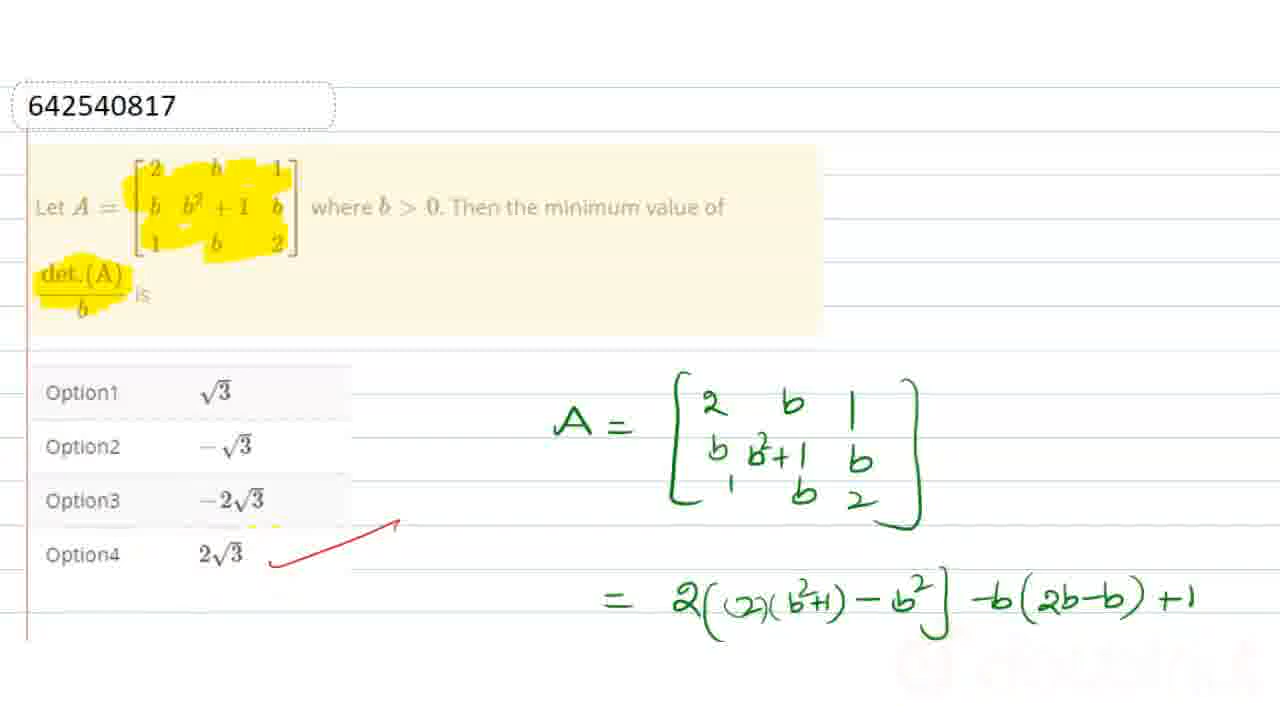 642540817
2 b 1
Let A = [ b b² + 1 b ] where b > 0. Then the minimum value of
1 b 2
det.(A)
b is
Option1 √3
Option2 −√3
Option3 −2√3
Option4 2√3
2 b 1
A = [ b b²+1 b ]
1 b 2
= 2[(2)(b²+1) − b²] −b(2b−b) +1